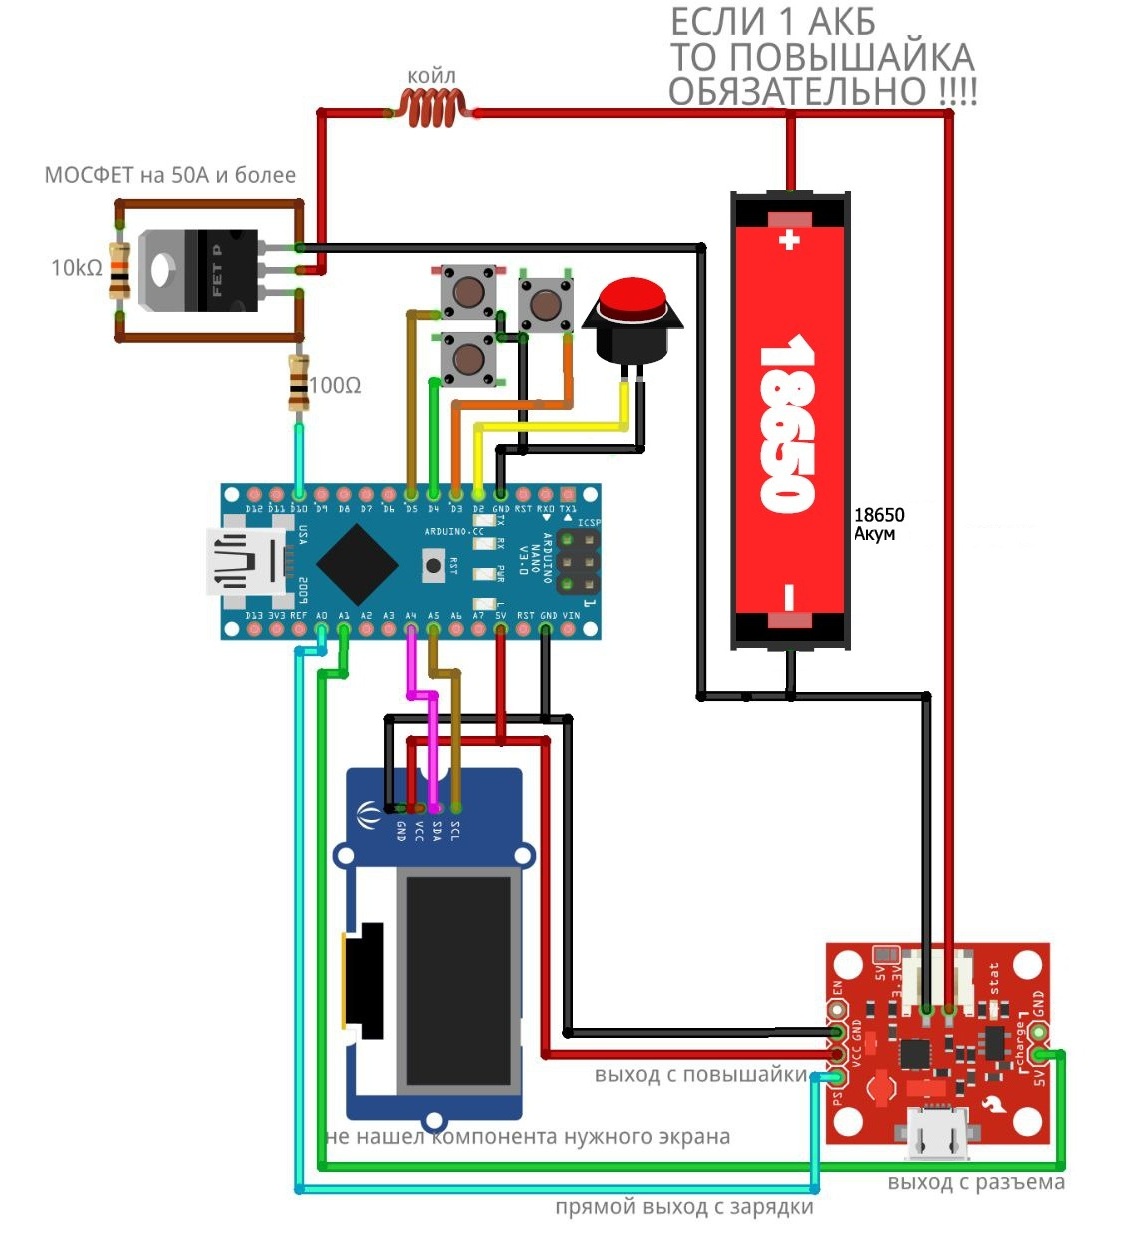 ЕСЛИ 1 АКБ
ТО ПОВЫШАЙКА
ОБЯЗАТЕЛЬНО !!!!
койл
МОСФЕТ на 50А и более
10kΩ
FET P
100Ω
+
18650
18650
Акум
D12 D11 D10 D9 D8 D7 D6 D5 D4 D3 D2 GND RST RX0 TX1
ARDUINO.CC
TX
RX
PWR
L
RST
ARDUINO
NANO
V3.0
ICSP
1
USA
D13 3V3 REF A0 A1 A2 A3 A4 A5 A6 A7 5V RST GND VIN
GND
VCC
SDA
SCL
5V
3.3V
stat
EN
GND
VCC
PS
charge
GND
5V
выход с повышайки
не нашел компонента нужного экрана
выход с разъема
прямой выход с зарядки